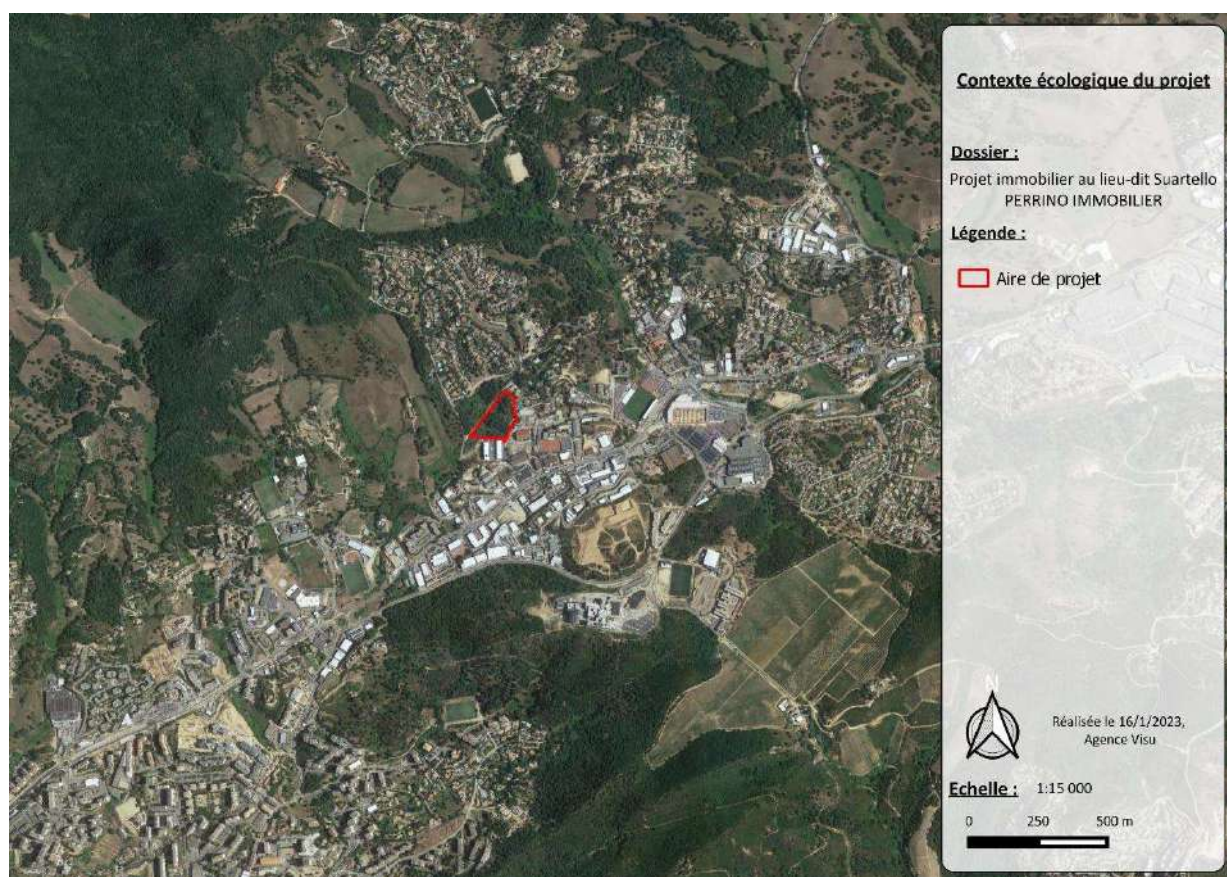 Contexte écologique du projet
Dossier :
Projet immobilier au lieu-dit Suartello
PERRINO IMMOBILIER
Légende :
Aire de projet
N
Réalisée le 16/1/2023,
Agence Visu
Echelle : 1:15 000
0 250 500 m